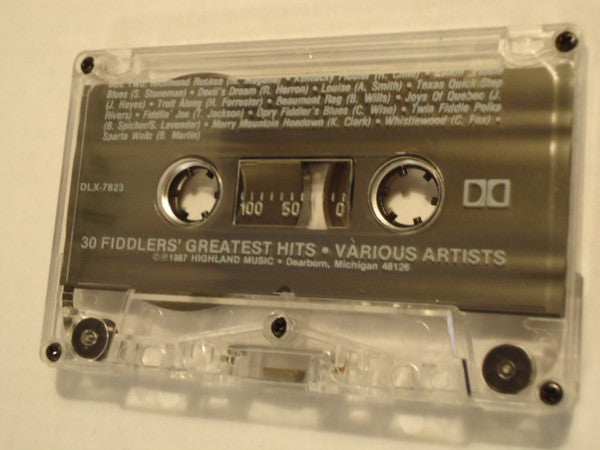 Blues (S. Stoneman) • Devil's Dream (R. Herron) • Louise (A. Smith) • Texas Quick Step
(J. Hayes) • Trott Along (H. Forrester) • Beaumont Rag (B. Wills) • Joys Of Quebec (J.
Rivers) • Fiddlin' Joe (T. Jackson) • Opry Fiddler's Blues (C. Wise) • Twin Fiddle Polka
(B. Spicher/S. Lavender) • Merry Mountain Hoedown (K. Clark) • Whistlinwood (C. Fox) •
Sparta Waltz (B. Martin)
DLX-7823
100 50 0
30 FIDDLERS' GREATEST HITS • VARIOUS ARTISTS
©℗1987 HIGHLAND MUSIC • Dearborn, Michigan 48126